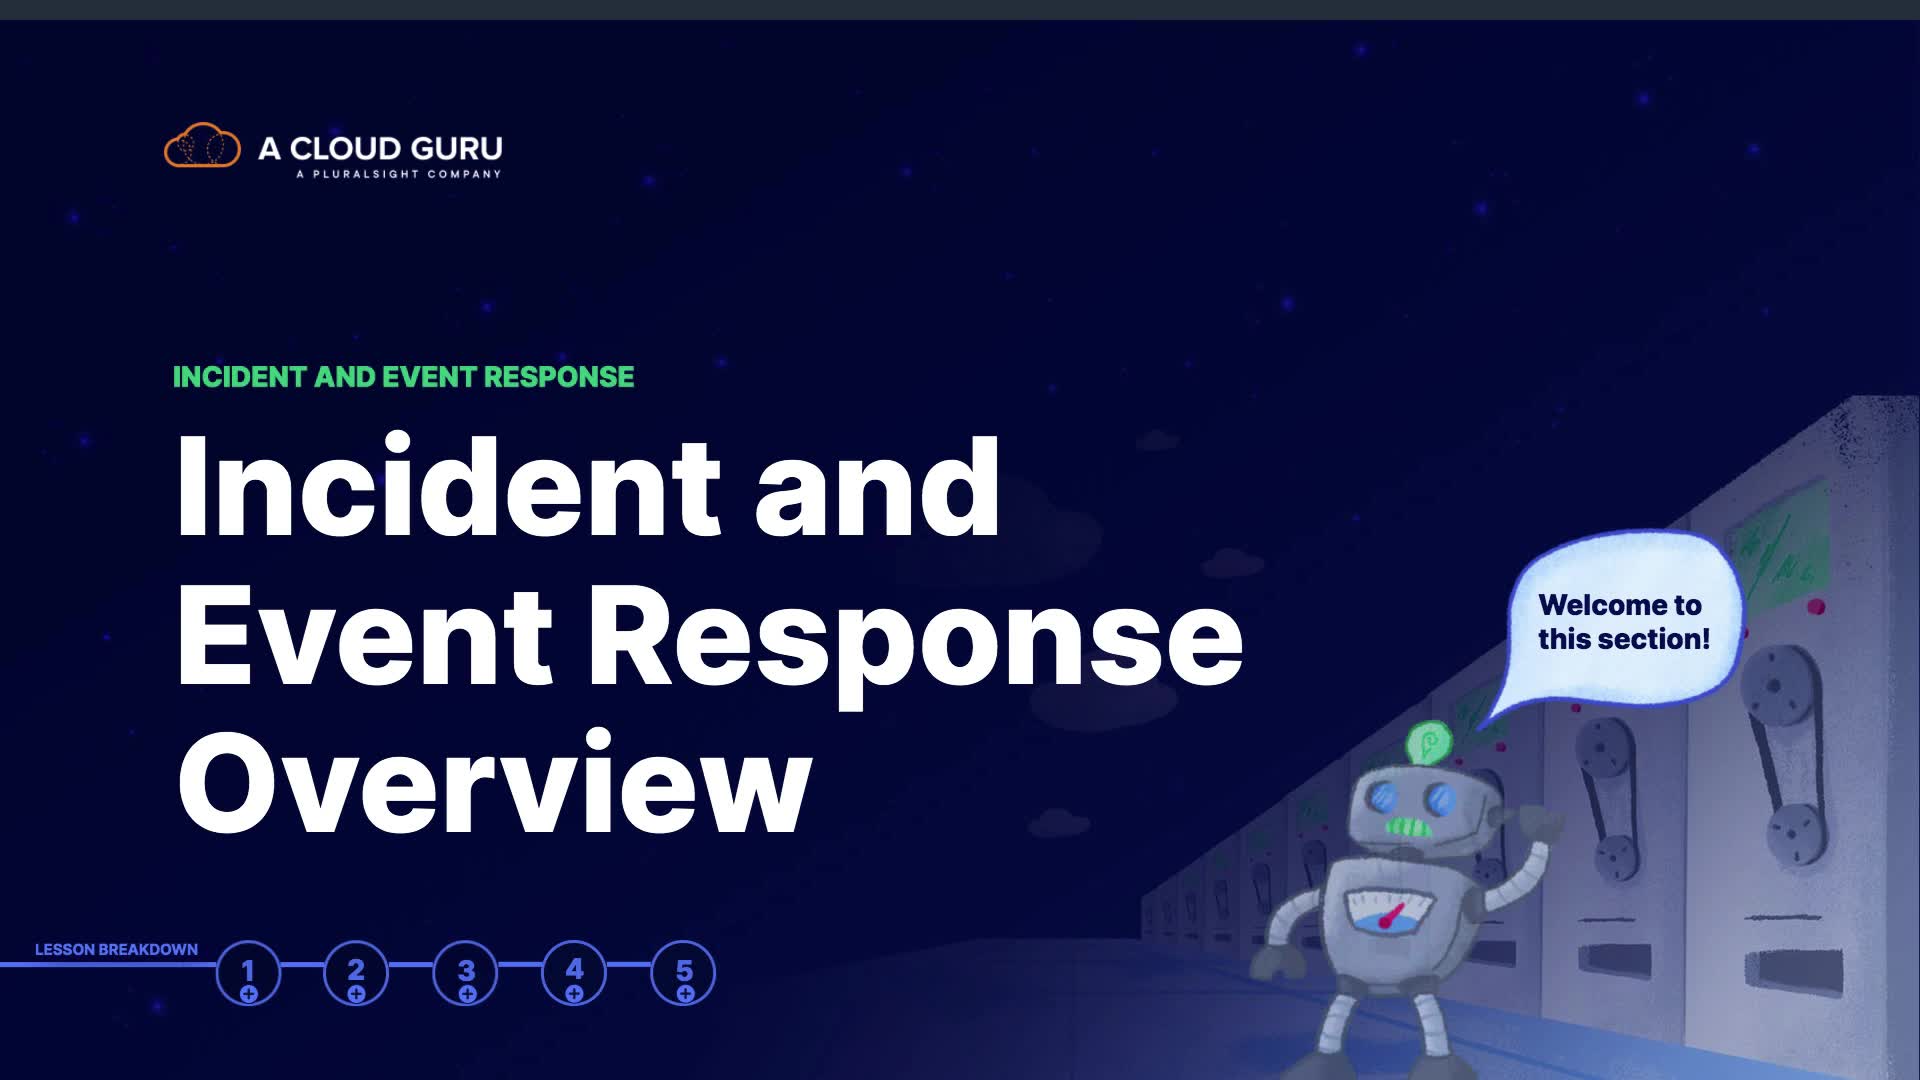 A CLOUD GURU
A PLURALSIGHT COMPANY
INCIDENT AND EVENT RESPONSE
Incident and
Event Response
Overview
Welcome to
this section!
LESSON BREAKDOWN
1
2
3
4
5